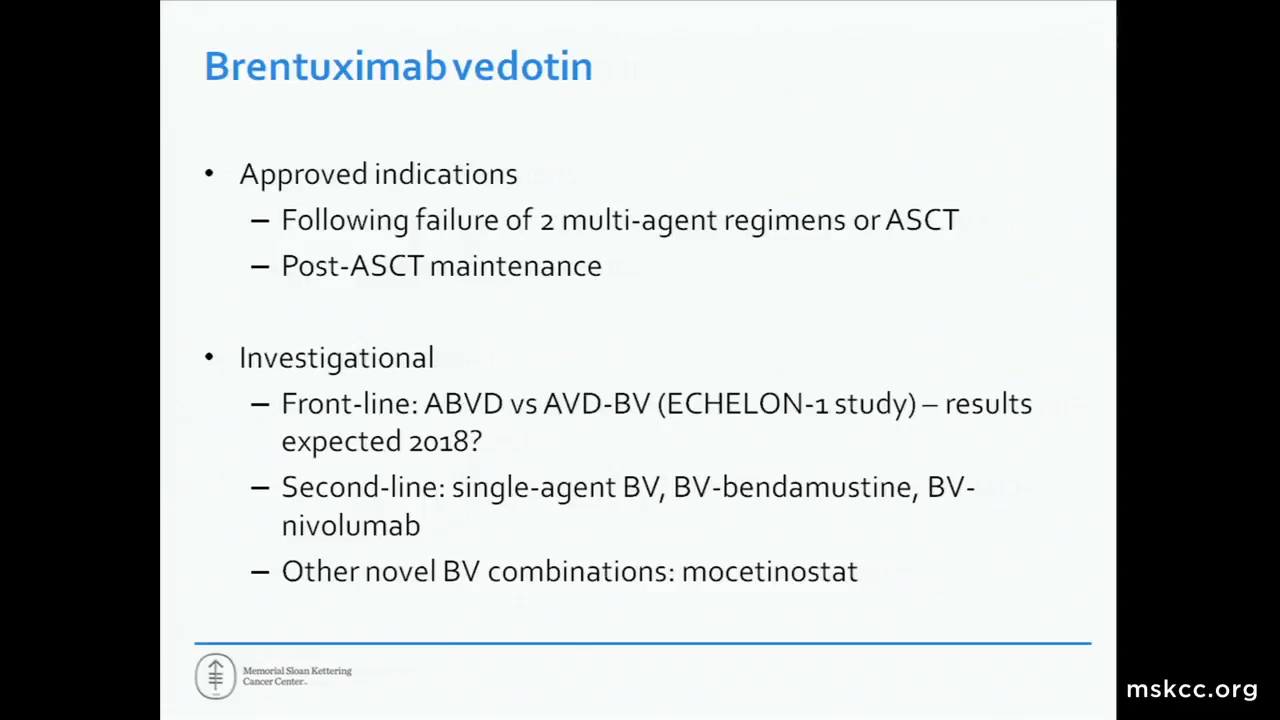 Brentuximab vedotin
• Approved indications
– Following failure of 2 multi-agent regimens or ASCT
– Post-ASCT maintenance
• Investigational
– Front-line: ABVD vs AVD-BV (ECHELON-1 study) – results
expected 2018?
– Second-line: single-agent BV, BV-bendamustine, BV-
nivolumab
– Other novel BV combinations: mocetinostat
Memorial Sloan Kettering
Cancer Center
mskcc.org